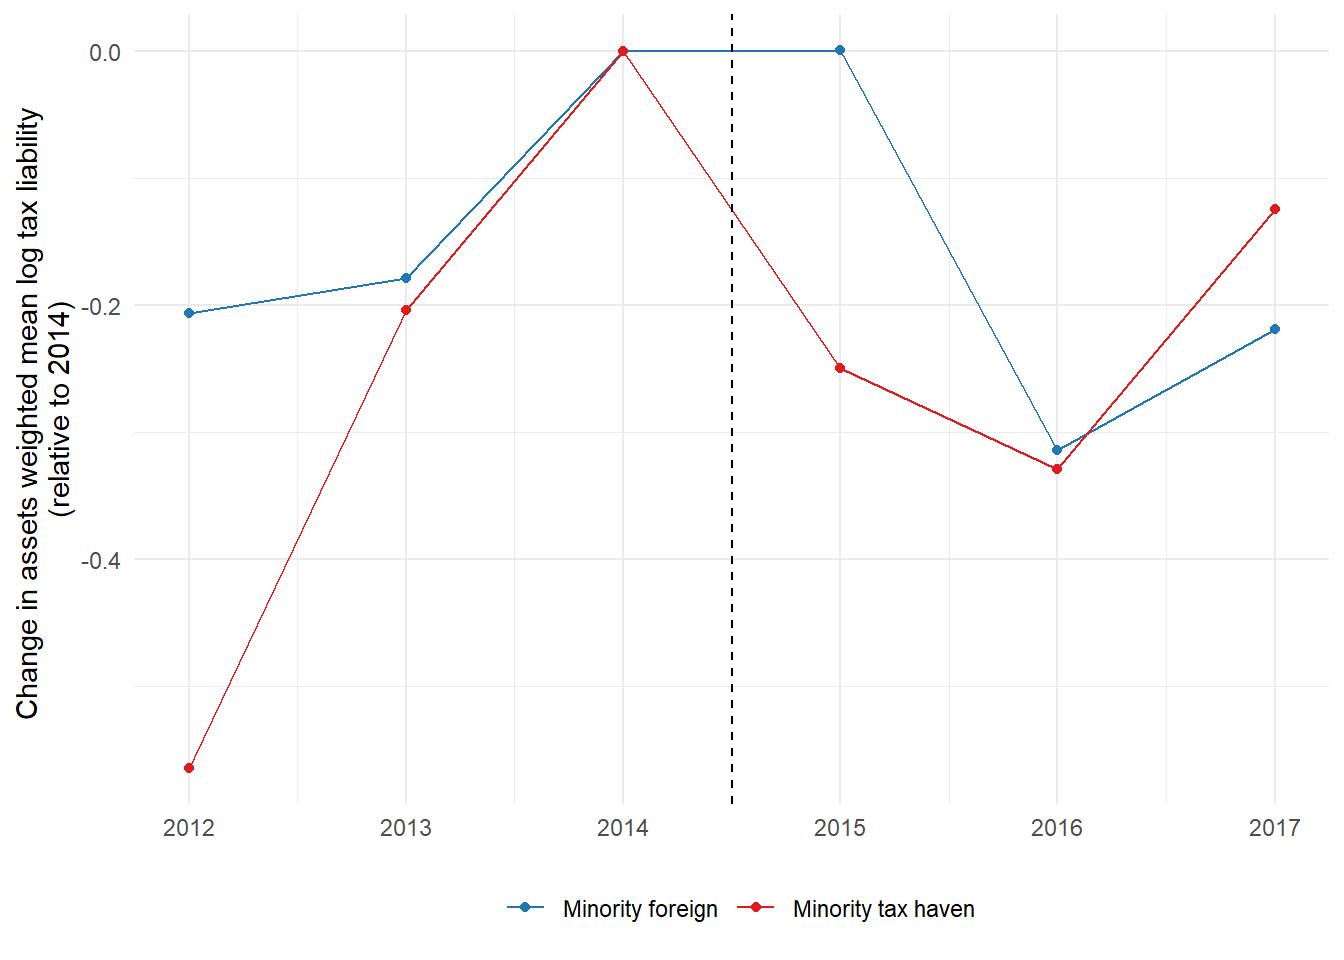 Change in assets weighted mean log tax liability
(relative to 2014)
0.0
-0.2
-0.4
2012 2013 2014 2015 2016 2017
Minority foreign Minority tax haven